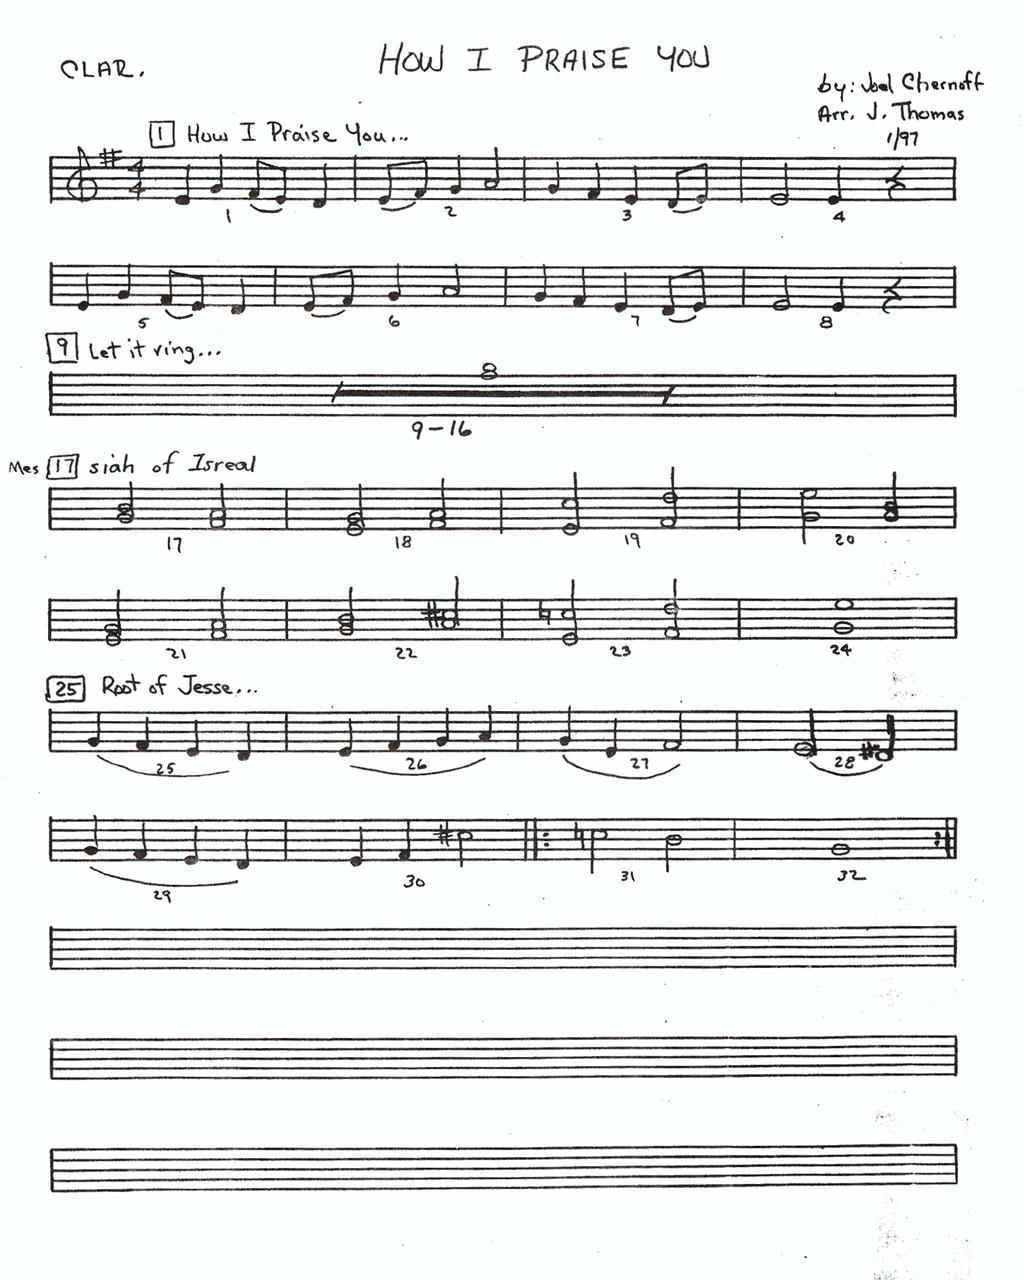 CLAR.
HOW I PRAISE YOU
by: Joel Chernoff
Arr. J. Thomas
1/97
1 How I Praise You...
4
4
1 2 3 4
5 6 7 8
9 Let it ring...
8
9-16
Mes 17 siah of Isreal
17 18 19 20
21 22 23 24
25 Root of Jesse...
25 26 27 28
29 30 31 32